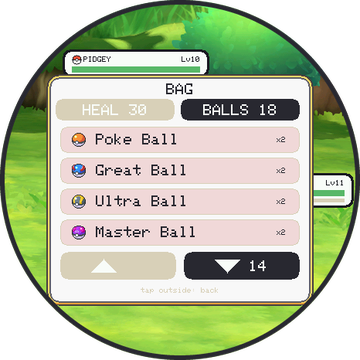 PIDGEY Lv10
BAG
HEAL 30 BALLS 18
Poke Ball x2
Great Ball x2
Lv11
Ultra Ball x2
Master Ball x2
14
tap outside: back